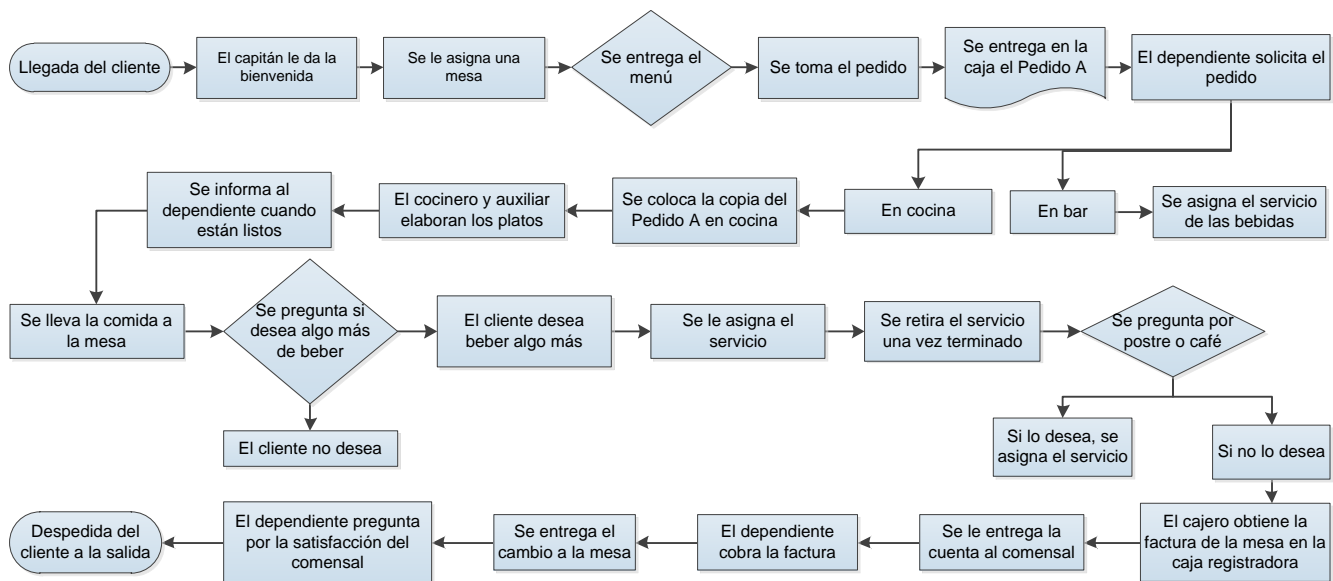 Llegada del cliente
El capitán le da la
bienvenida
Se le asigna una
mesa
Se entrega el
menú
Se toma el pedido
Se entrega en la
caja el Pedido A
El dependiente solicita el
pedido
Se informa al
dependiente cuando
están listos
El cocinero y auxiliar
elaboran los platos
Se coloca la copia del
Pedido A en cocina
En cocina
En bar
Se asigna el servicio
de las bebidas
Se lleva la comida a
la mesa
Se pregunta si
desea algo más
de beber
El cliente desea
beber algo más
Se le asigna el
servicio
Se retira el servicio
una vez terminado
Se pregunta por
postre o café
El cliente no desea
Si lo desea, se
asigna el servicio
Si no lo desea
Despedida del
cliente a la salida
El dependiente pregunta
por la satisfacción del
comensal
Se entrega el
cambio a la mesa
El dependiente
cobra la factura
Se le entrega la
cuenta al comensal
El cajero obtiene la
factura de la mesa en la
caja registradora